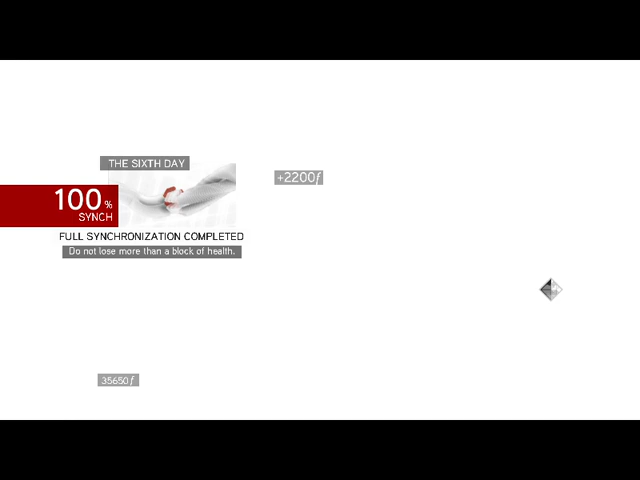 THE SIXTH DAY
+2200ƒ
100%
SYNCH
FULL SYNCHRONIZATION COMPLETED
Do not lose more than a block of health.
35650ƒ